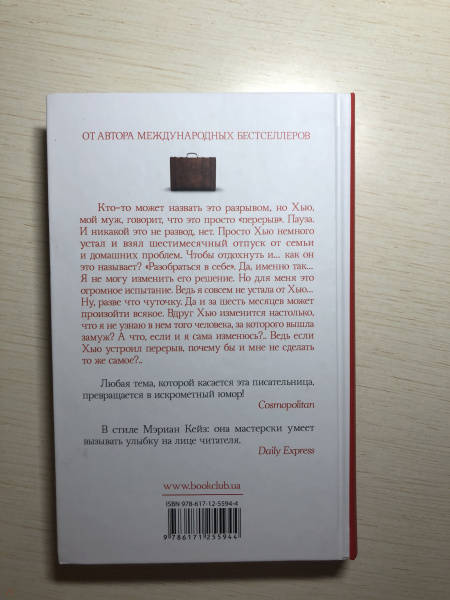 ОТ АВТОРА МЕЖДУНАРОДНЫХ БЕСТСЕЛЛЕРОВ
Кто-то может назвать это разрывом, но Хью,
мой муж, говорит, что это просто «перерыв». Пауза.
И никакой это не развод, нет. Просто Хью немного
устал и взял шестимесячный отпуск от семьи
и домашних проблем. Чтобы отдохнуть и... как он
это называет? «Разобраться в себе». Да, именно так...
Я не могу изменить его решение. Но для меня это
огромное испытание. Ведь я совсем не устала от Хью...
Ну, разве что чуточку. Да и за шесть месяцев может
произойти всякое. Вдруг Хью изменится настолько,
что я не узнаю в нем того человека, за которого вышла
замуж? А что, если и я сама изменюсь?.. Ведь если
Хью устроил перерыв, почему бы и мне не сделать
то же самое?..
Любая тема, которой касается эта писательница,
превращается в искрометный юмор!
Cosmopolitan
В стиле Мэриан Кейз: она мастерски умеет
вызывать улыбку на лице читателя.
Daily Express
www.bookclub.ua
ISBN 978-617-12-5594-4
9 786171 255944